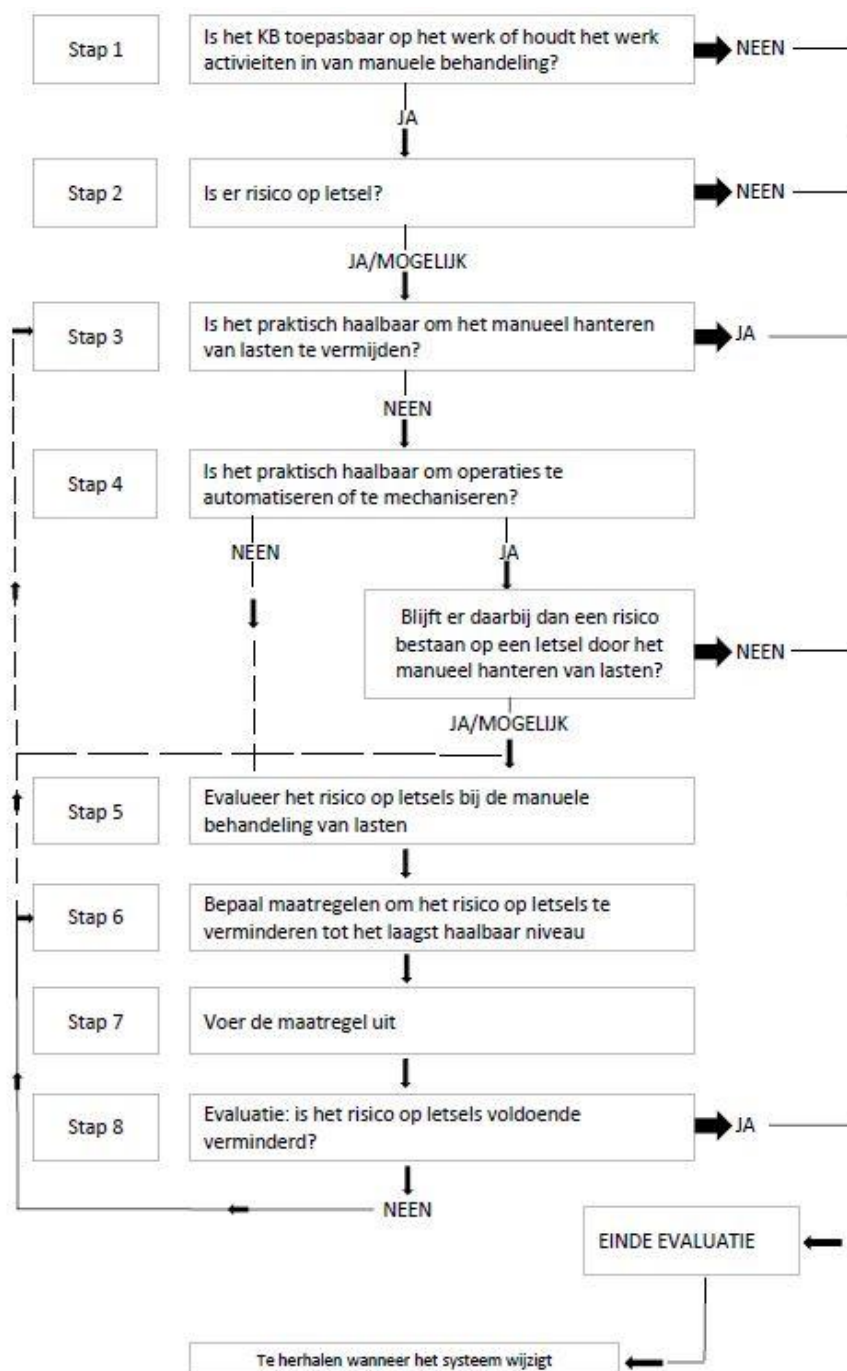 Stap 1
Is het KB toepasbaar op het werk of houdt het werk
activieiten in van manuele behandeling?
NEEN
JA
Stap 2
Is er risico op letsel?
NEEN
JA/MOGELIJK
Stap 3
Is het praktisch haalbaar om het manueel hanteren
van lasten te vermijden?
JA
NEEN
Stap 4
Is het praktisch haalbaar om operaties te
automatiseren of te mechaniseren?
NEEN
JA
Blijft er daarbij dan een risico
bestaan op een letsel door het
manueel hanteren van lasten?
NEEN
JA/MOGELIJK
Stap 5
Evalueer het risico op letsels bij de manuele
behandeling van lasten
Stap 6
Bepaal maatregelen om het risico op letsels te
verminderen tot het laagst haalbaar niveau
Stap 7
Voer de maatregel uit
Stap 8
Evaluatie: is het risico op letsels voldoende
verminderd?
JA
NEEN
EINDE EVALUATIE
Te herhalen wanneer het systeem wijzigt